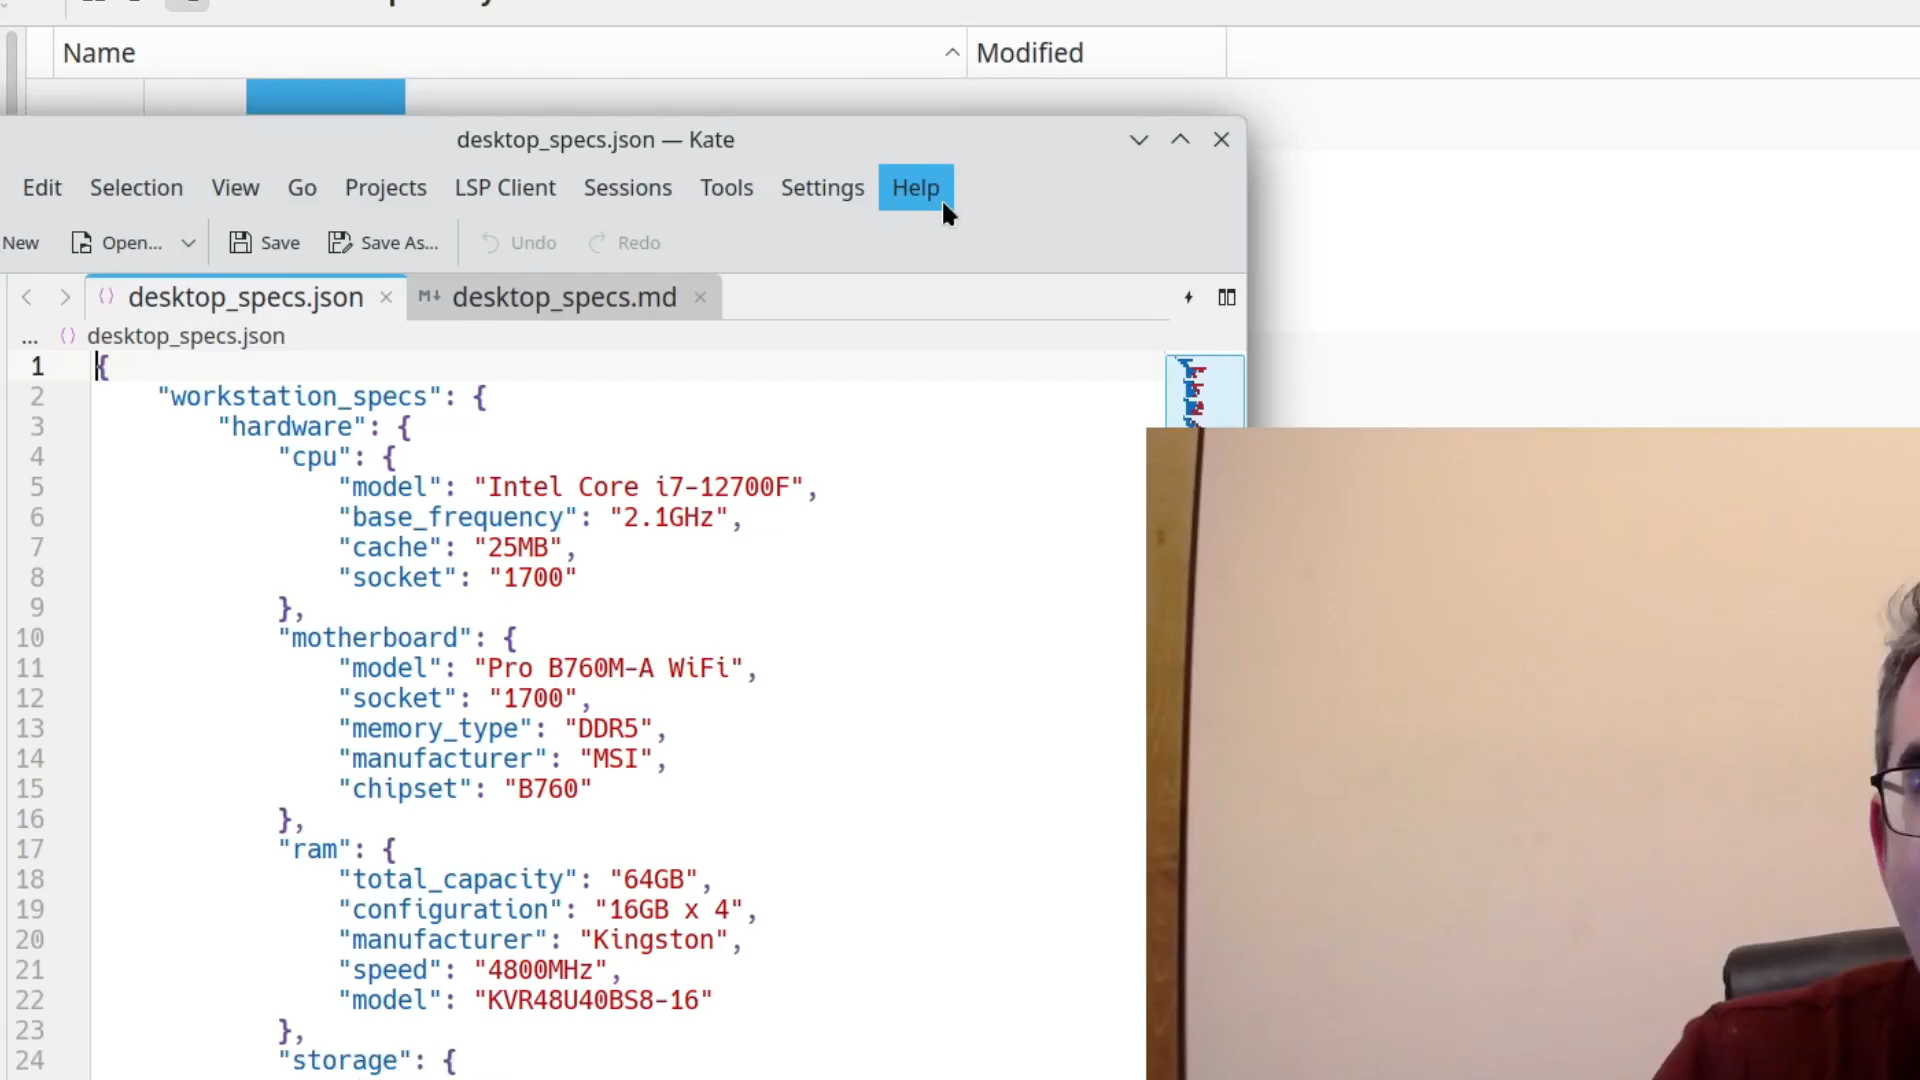 Name Modified
desktop_specs.json — Kate
Edit Selection View Go Projects LSP Client Sessions Tools Settings Help
New Open... Save Save As... Undo Redo
desktop_specs.json desktop_specs.md
... desktop_specs.json
1 {
2 "workstation_specs": {
3 "hardware": {
4 "cpu": {
5 "model": "Intel Core i7-12700F",
6 "base_frequency": "2.1GHz",
7 "cache": "25MB",
8 "socket": "1700"
9 },
10 "motherboard": {
11 "model": "Pro B760M-A WiFi",
12 "socket": "1700",
13 "memory_type": "DDR5",
14 "manufacturer": "MSI",
15 "chipset": "B760"
16 },
17 "ram": {
18 "total_capacity": "64GB",
19 "configuration": "16GB x 4",
20 "manufacturer": "Kingston",
21 "speed": "4800MHz",
22 "model": "KVR48U40BS8-16"
23 },
24 "storage": {